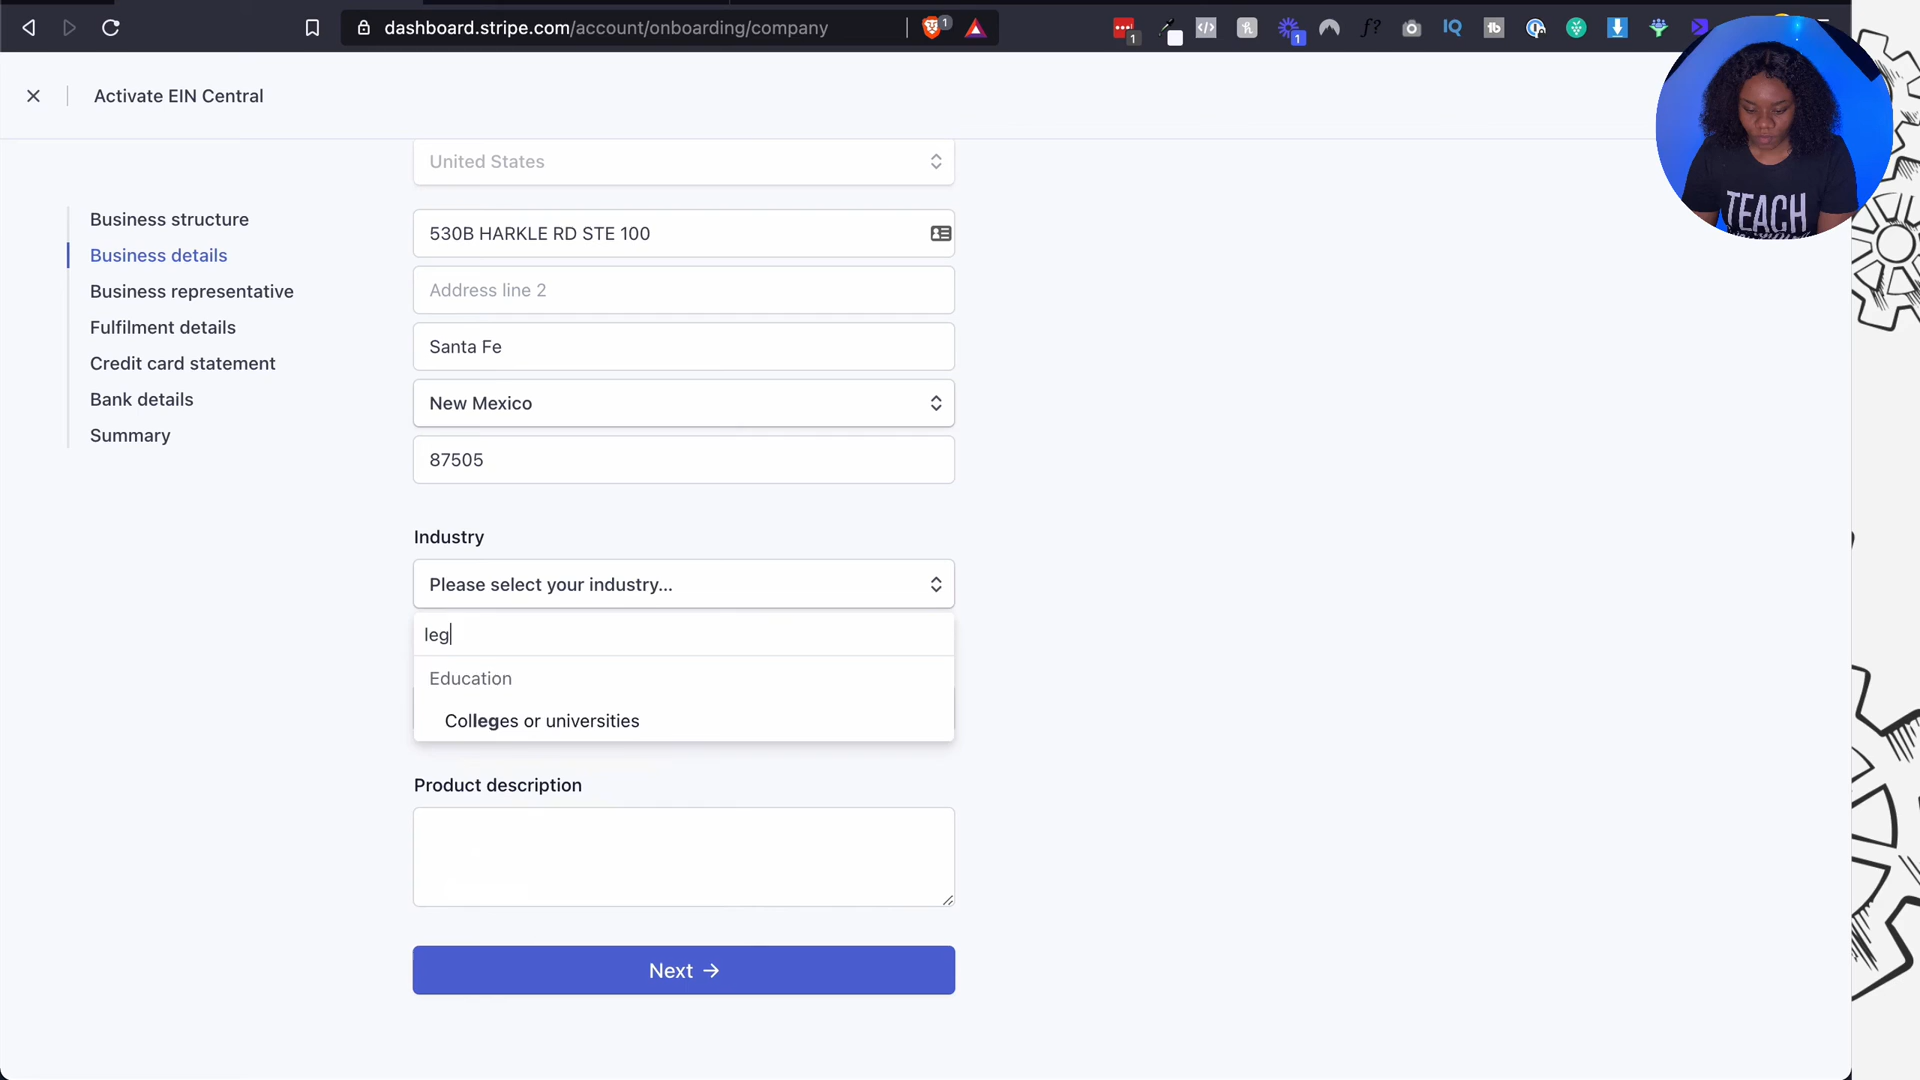 dashboard.stripe.com/account/onboarding/company
Activate EIN Central
Business structure
Business details
Business representative
Fulfilment details
Credit card statement
Bank details
Summary
United States
530B HARKLE RD STE 100
Address line 2
Santa Fe
New Mexico
87505
Industry
Please select your industry...
leg
Education
Colleges or universities
Product description
Next →
TEACH